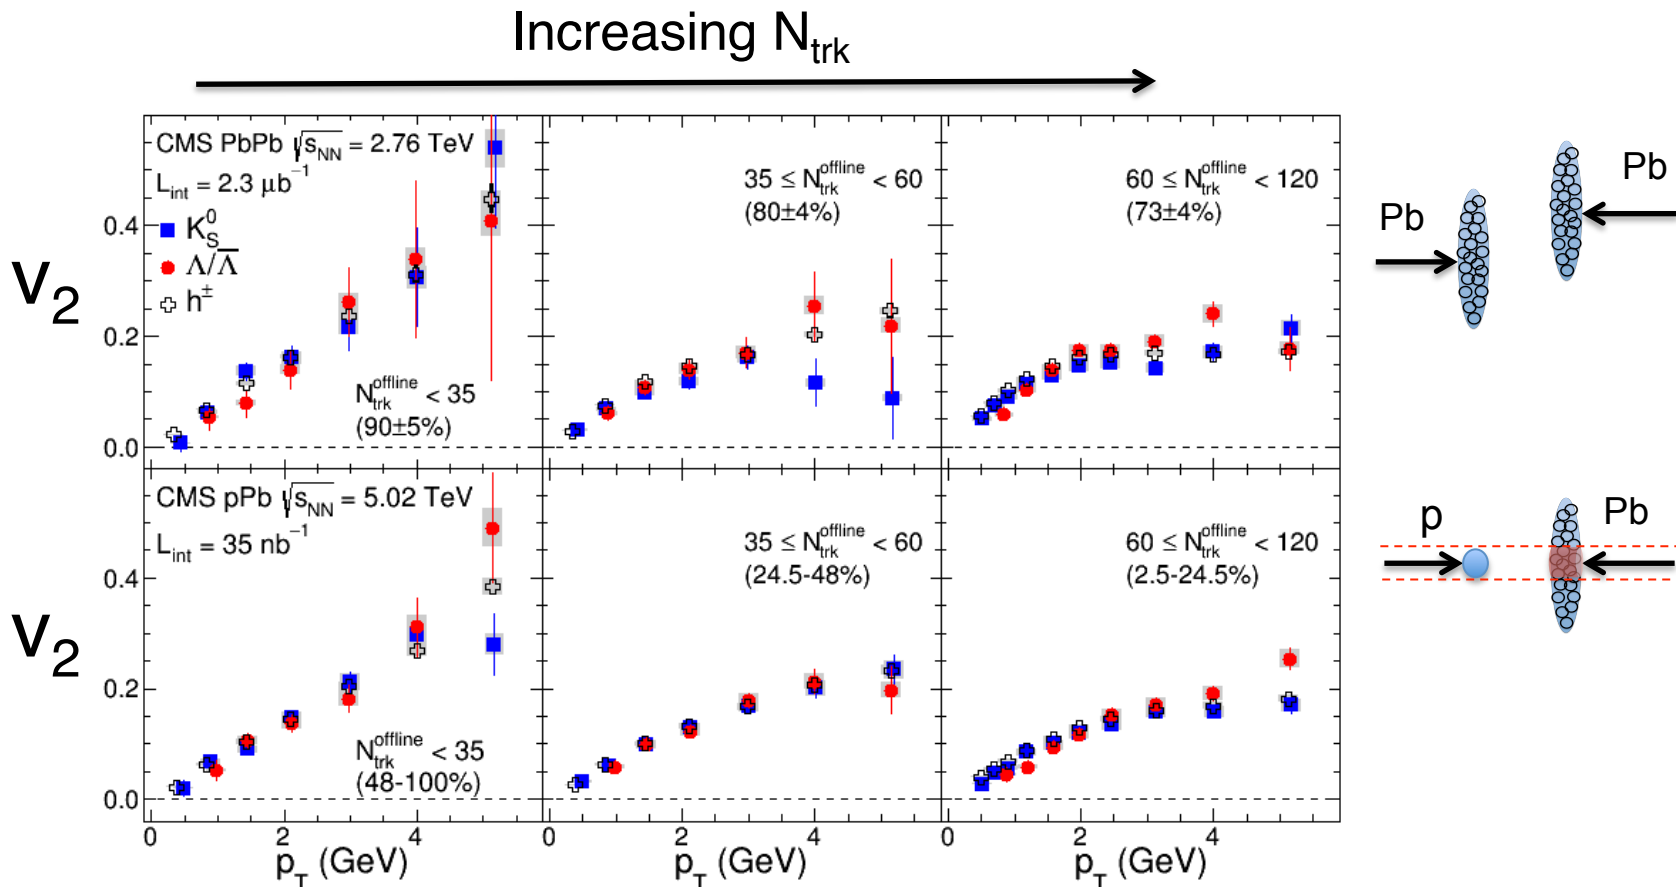 Increasing N_trk
CMS PbPb √s_NN = 2.76 TeV
L_int = 2.3 μb⁻¹
K⁰_S
Λ/Λ̅
h±
N_trk^offline < 35
(90±5%)
35 ≤ N_trk^offline < 60
(80±4%)
60 ≤ N_trk^offline < 120
(73±4%)
v₂
0.4
0.2
0.0
Pb
Pb
CMS pPb √s_NN = 5.02 TeV
L_int = 35 nb⁻¹
N_trk^offline < 35
(48-100%)
35 ≤ N_trk^offline < 60
(24.5-48%)
60 ≤ N_trk^offline < 120
(2.5-24.5%)
v₂
0.4
0.2
0.0
p
Pb
0 2 4 0 2 4 0 2 4
p_T (GeV) p_T (GeV) p_T (GeV)